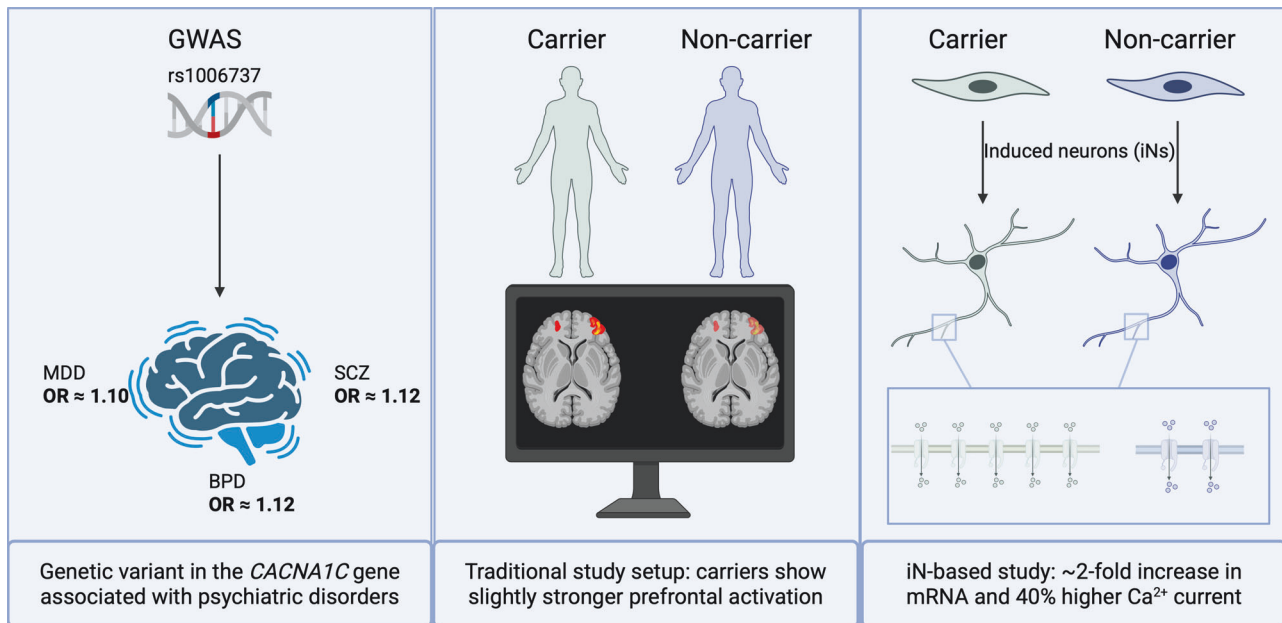 GWAS
rs1006737
MDD
OR ≈ 1.10
SCZ
OR ≈ 1.12
BPD
OR ≈ 1.12
Genetic variant in the CACNA1C gene
associated with psychiatric disorders
Carrier
Non-carrier
Traditional study setup: carriers show
slightly stronger prefrontal activation
Carrier
Non-carrier
Induced neurons (iNs)
iN-based study: ~2-fold increase in
mRNA and 40% higher Ca²⁺ current